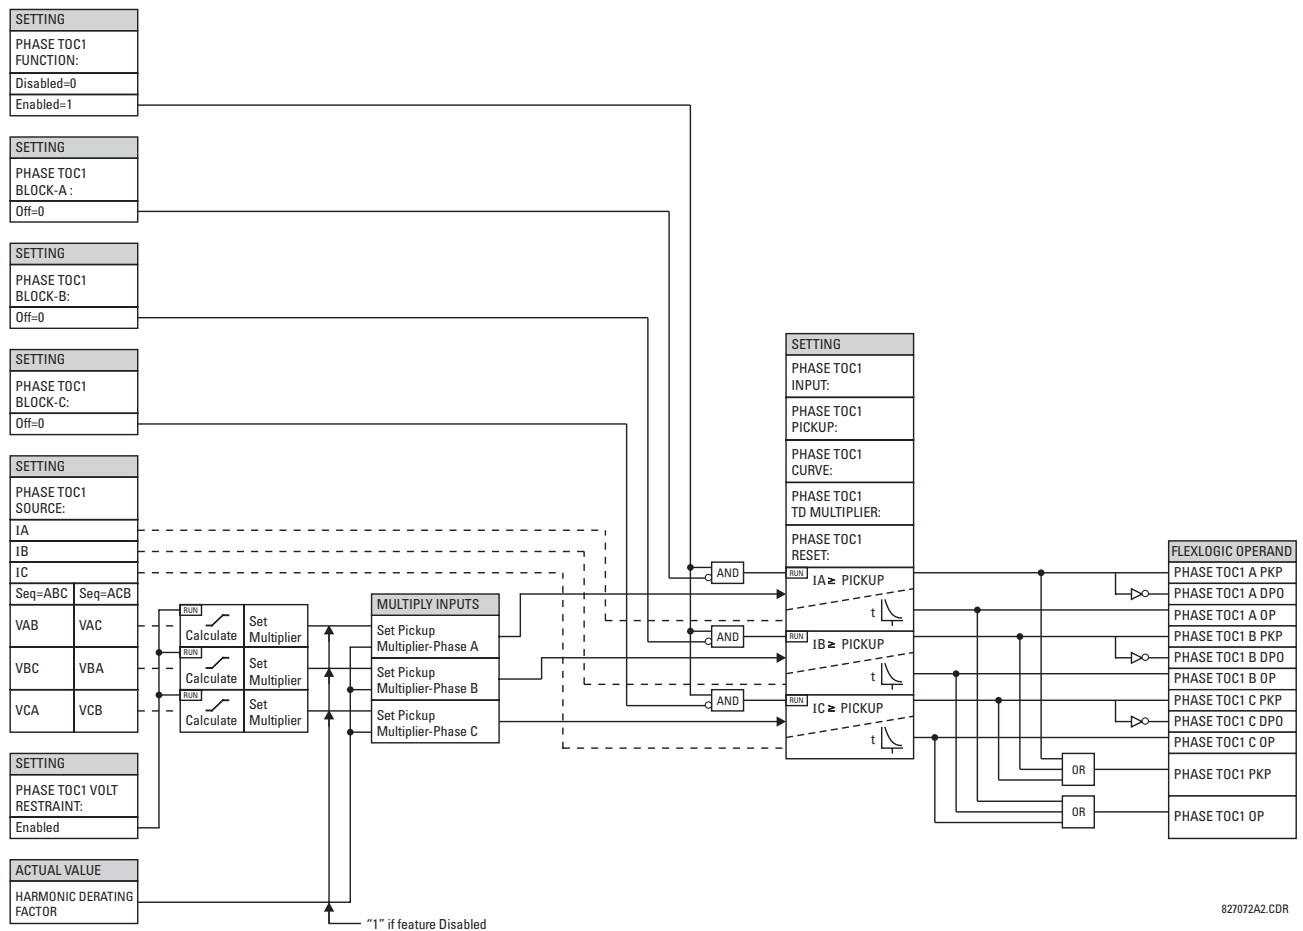 SETTING
PHASE TOC1
FUNCTION:
Disabled=0
Enabled=1
SETTING
PHASE TOC1
BLOCK-A :
Off=0
SETTING
PHASE TOC1
BLOCK-B:
Off=0
SETTING
PHASE TOC1
BLOCK-C:
Off=0
SETTING
PHASE TOC1
SOURCE:
IA
IB
IC
Seq=ABC Seq=ACB
VAB VAC
VBC VBA
VCA VCB
SETTING
PHASE TOC1 VOLT
RESTRAINT:
Enabled
ACTUAL VALUE
HARMONIC DERATING
FACTOR
RUN
Calculate
Set
Multiplier
RUN
Calculate
Set
Multiplier
RUN
Calculate
Set
Multiplier
"1" if feature Disabled
MULTIPLY INPUTS
Set Pickup
Multiplier-Phase A
Set Pickup
Multiplier-Phase B
Set Pickup
Multiplier-Phase C
AND
AND
AND
SETTING
PHASE TOC1
INPUT:
PHASE TOC1
PICKUP:
PHASE TOC1
CURVE:
PHASE TOC1
TD MULTIPLIER:
PHASE TOC1
RESET:
RUN IA ≥ PICKUP
t
RUN IB ≥ PICKUP
t
RUN IC ≥ PICKUP
t
OR
OR
FLEXLOGIC OPERAND
PHASE TOC1 A PKP
PHASE TOC1 A DPO
PHASE TOC1 A OP
PHASE TOC1 B PKP
PHASE TOC1 B DPO
PHASE TOC1 B OP
PHASE TOC1 C PKP
PHASE TOC1 C DPO
PHASE TOC1 C OP
PHASE TOC1 PKP
PHASE TOC1 OP
827072A2.CDR